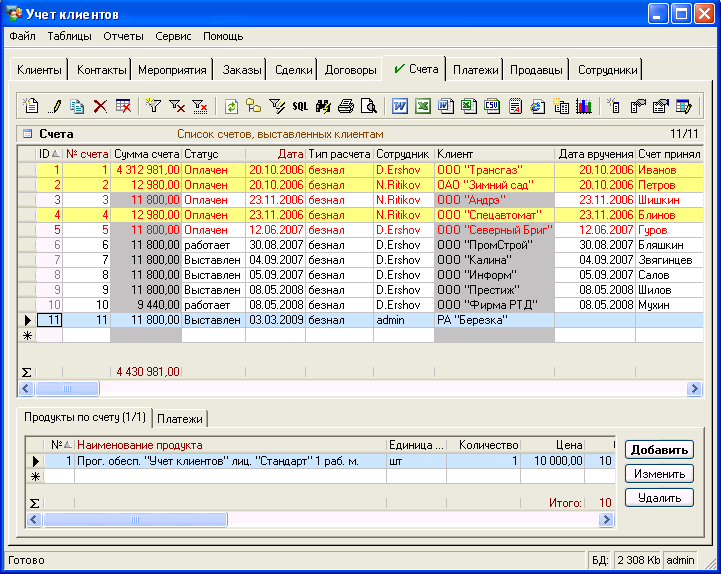 Учет клиентов
Файл Таблицы Отчеты Сервис Помощь
Клиенты Контакты Мероприятия Заказы Сделки Договоры Счета Платежи Продавцы Сотрудники
SQL W CSV W
Счета Список счетов, выставленных клиентам 11/11
ID № счета Сумма счета Статус Дата Тип расчета Сотрудник Клиент Дата вручения Счет принял
1 1 4 312 981,00 Оплачен 20.10.2006 безнал D.Ershov ООО "Трансгаз" 20.10.2006 Иванов
2 2 12 980,00 Оплачен 20.10.2006 безнал N.Ritikov ОАО "Зимний сад" 20.10.2006 Петров
3 3 11 800,00 Оплачен 23.11.2006 безнал N.Ritikov ООО "Андрэ" 23.11.2006 Шишкин
4 4 12 980,00 Оплачен 23.11.2006 безнал N.Ritikov ООО "Спецавтомат" 23.11.2006 Блинов
5 5 11 800,00 Оплачен 12.06.2007 безнал D.Ershov ООО "Северный Бриг" 12.06.2007 Гуров
6 6 11 800,00 работает 30.08.2007 безнал D.Ershov ООО "ПромСтрой" 30.08.2007 Бляшкин
7 7 11 800,00 Выставлен 04.09.2007 безнал D.Ershov ООО "Калина" 04.09.2007 Звягинцев
8 8 11 800,00 Выставлен 05.09.2007 безнал D.Ershov ООО "Информ" 05.09.2007 Салов
9 9 11 800,00 Выставлен 08.05.2008 безнал D.Ershov ООО "Престиж" 08.05.2008 Шилов
10 10 9 440,00 работает 08.05.2008 безнал D.Ershov ООО "Фирма РТД" 08.05.2008 Мухин
11 11 11 800,00 Выставлен 03.03.2009 безнал admin РА "Березка"
Σ 4 430 981,00
Продукты по счету (1/1) Платежи
№ Наименование продукта Единица ... Количество Цена
1 Прог. обесп. "Учет клиентов" лиц. "Стандарт" 1 раб. м. шт 1 10 000,00 10
Σ Итого: 10
Добавить
Изменить
Удалить
Готово БД: 2 308 Kb admin